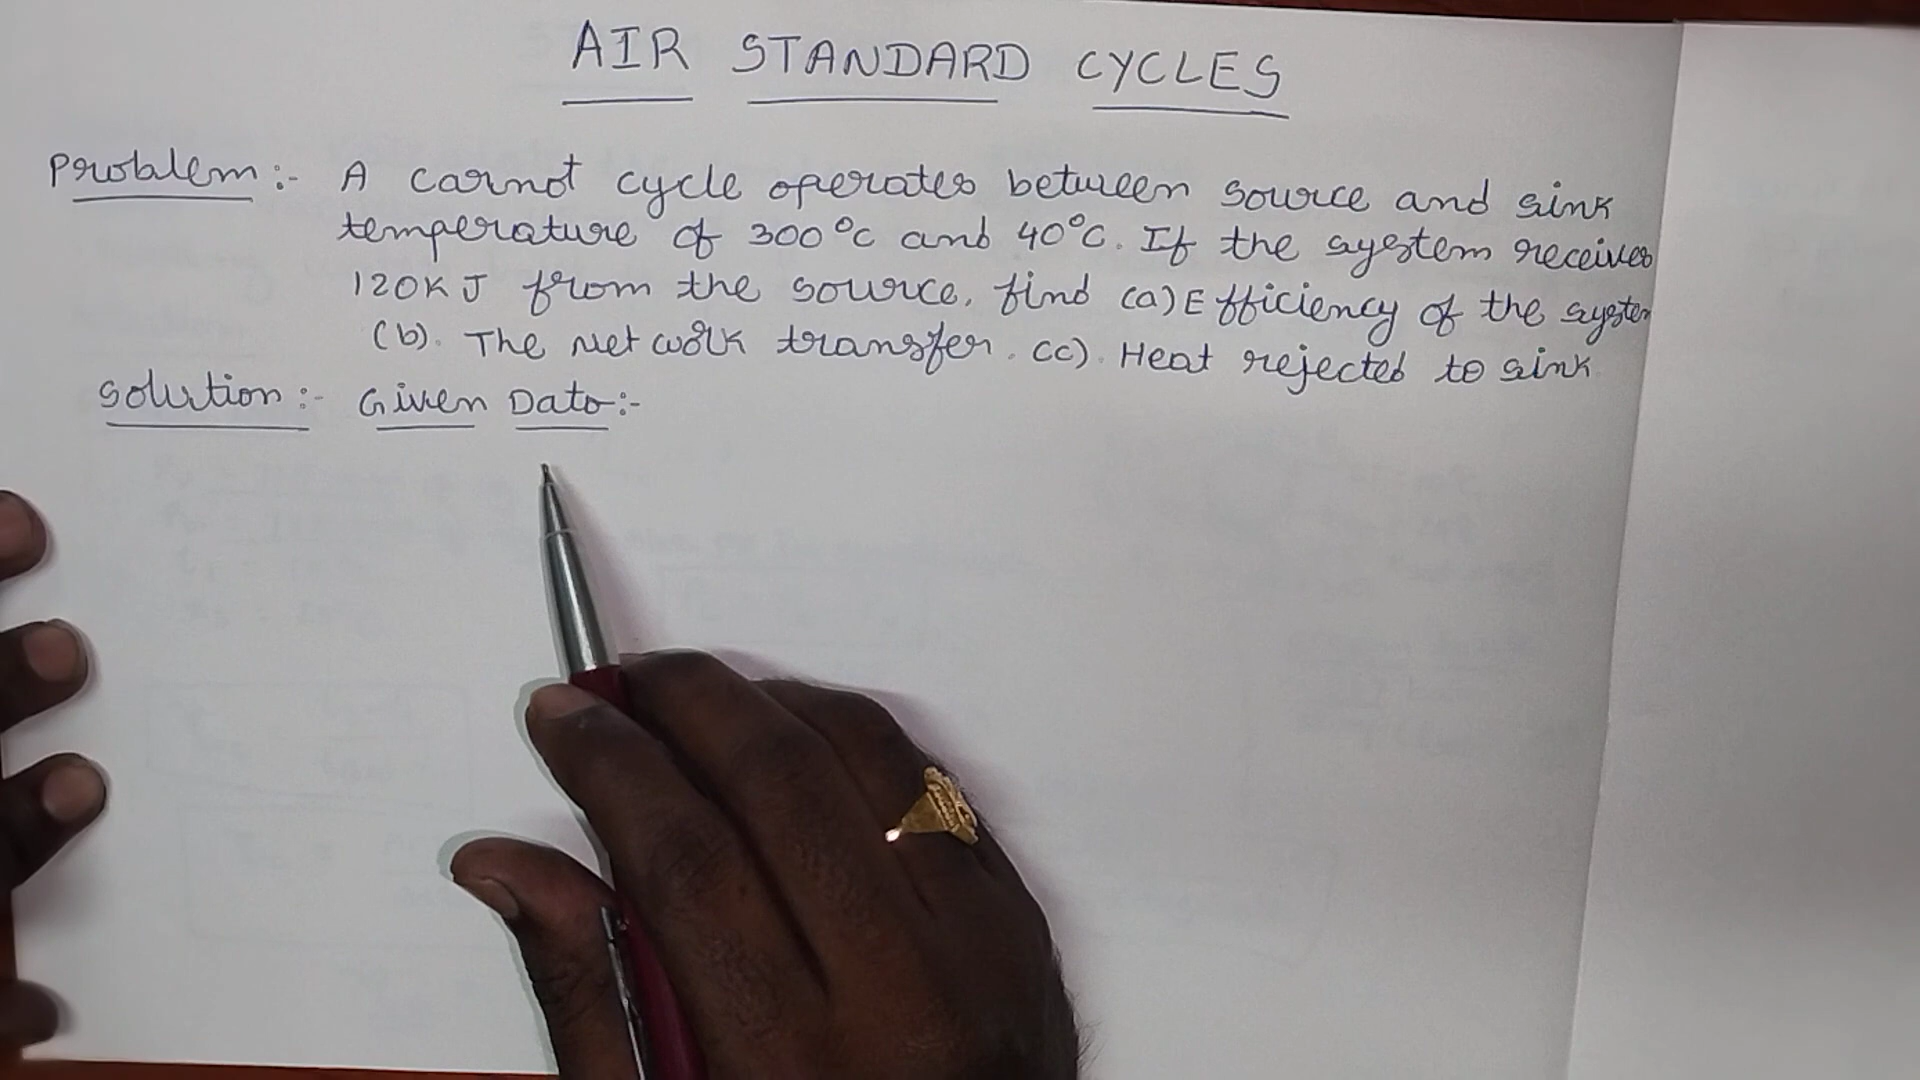 AIR STANDARD CYCLES
Problem:- A carnot cycle operates between source and sink
temperature of 300°C and 40°C. If the system receives
120KJ from the source, find (a) Efficiency of the system
(b). The net work transfer. (c). Heat rejected to sink
Solution:- Given Data:-